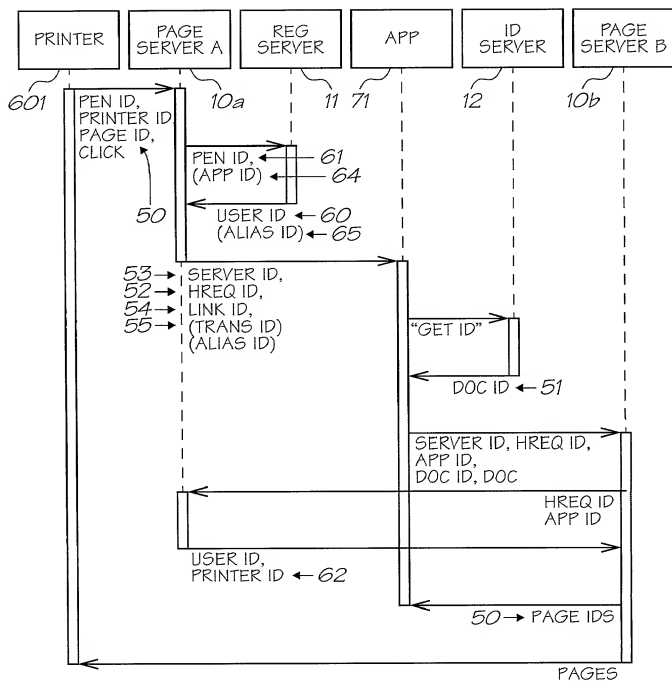 PRINTER
PAGE
SERVER A
REG
SERVER
APP
ID
SERVER
PAGE
SERVER B
601
10a
11
71
12
10b
PEN ID,
PRINTER ID,
PAGE ID,
CLICK
50
PEN ID, 61
(APP ID) 64
USER ID 60
(ALIAS ID) 65
53 SERVER ID,
52 HREQ ID,
54 LINK ID,
55 (TRANS ID)
(ALIAS ID)
"GET ID"
DOC ID 51
SERVER ID, HREQ ID,
APP ID,
DOC ID, DOC
HREQ ID
APP ID
USER ID,
PRINTER ID 62
50 PAGE IDS
PAGES